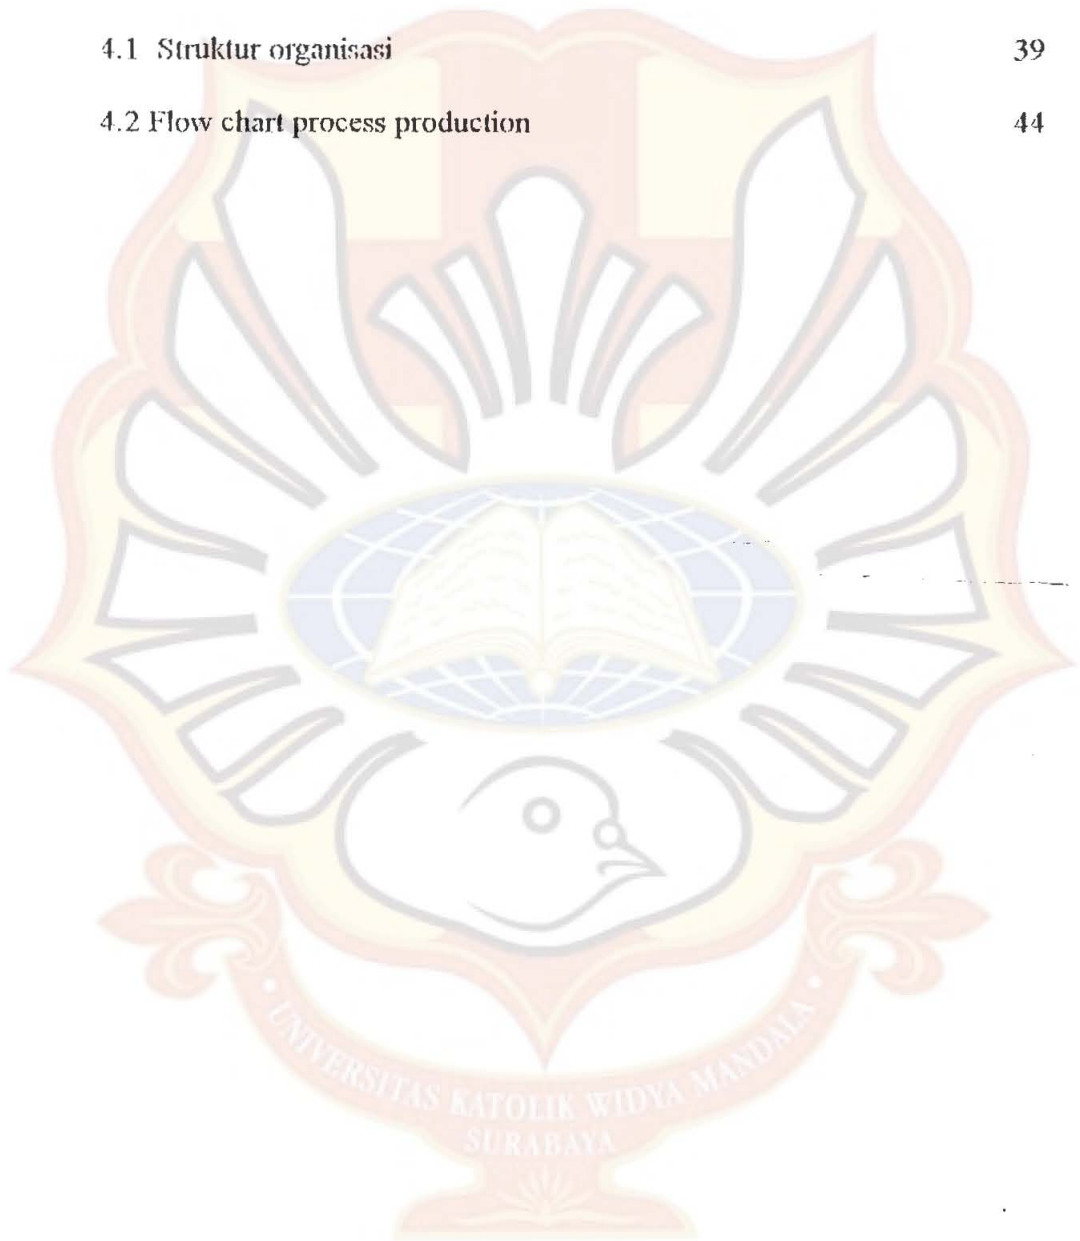 4.1 Struktur organisasi 39
4.2 Flow chart process production 44
• UNIVERSITAS KATOLIK WIDYA MANDALA •
SURABAYA